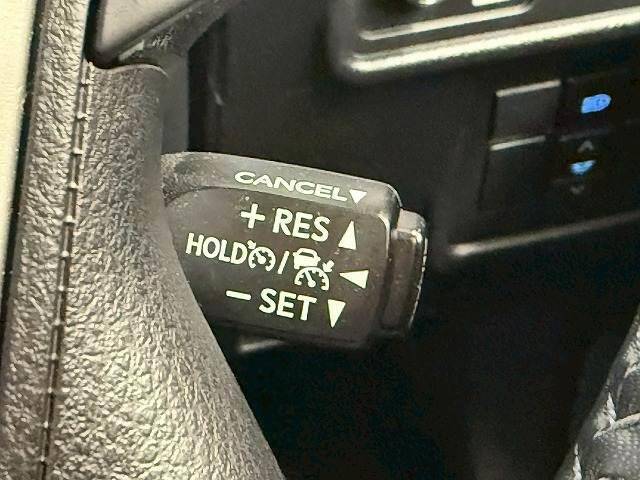 CANCEL▼
+ RES ▲
HOLD / ◀
− SET ▼